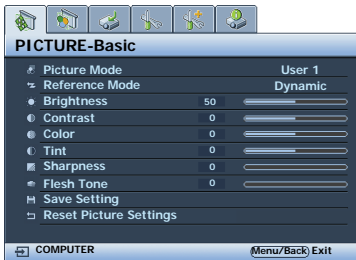 PICTURE-Basic
Picture Mode User 1
Reference Mode Dynamic
Brightness 50
Contrast 0
Color 0
Tint 0
Sharpness 0
Flesh Tone 0
Save Setting
Reset Picture Settings
COMPUTER Menu/Back Exit